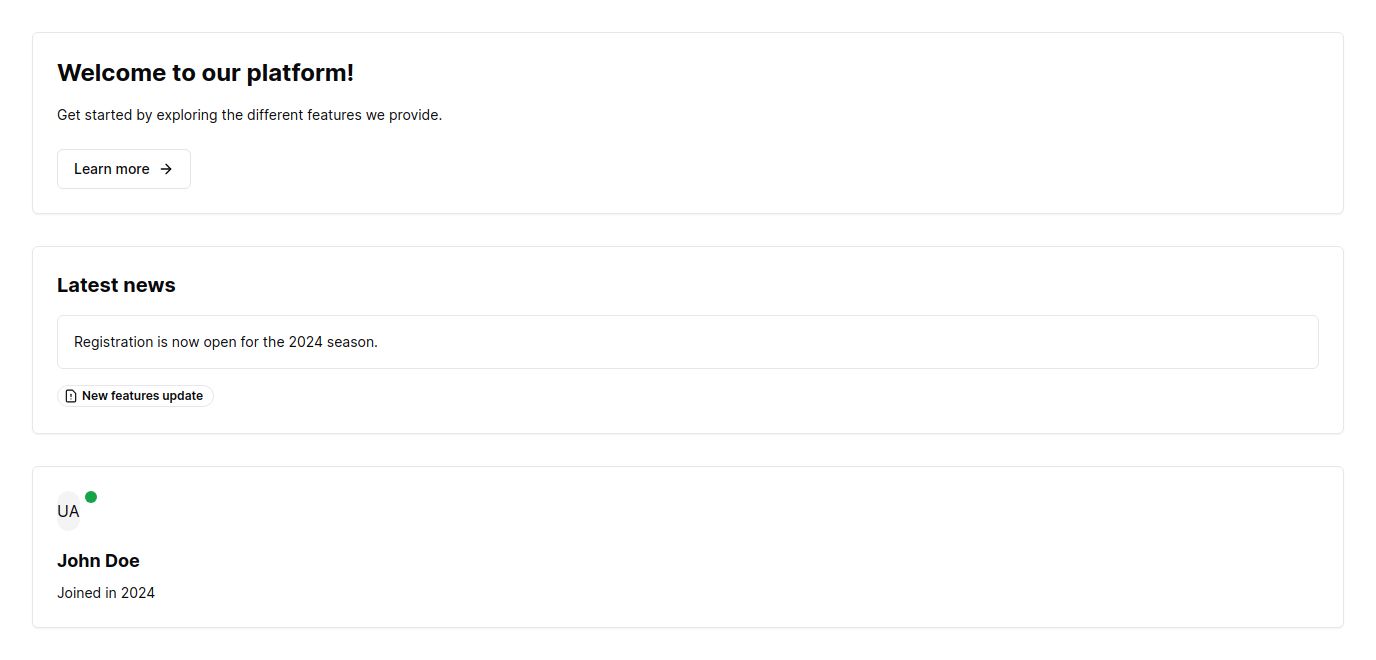 Welcome to our platform!
Get started by exploring the different features we provide.
Learn more
Latest news
Registration is now open for the 2024 season.
New features update
UA
John Doe
Joined in 2024